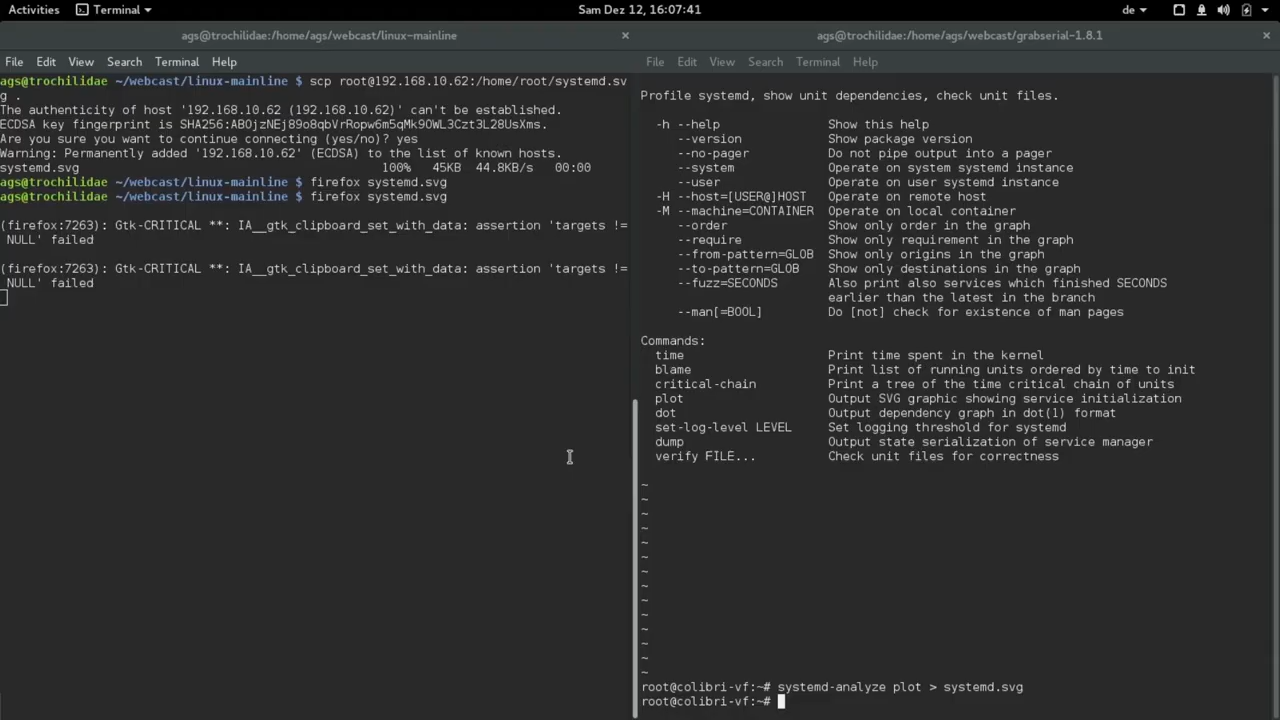 Activities Terminal Sam Dez 12, 16:07:41 de
ags@trochilidae:/home/ags/webcast/linux-mainline
File Edit View Search Terminal Help
ags@trochilidae ~/webcast/linux-mainline $ scp root@192.168.10.62:/home/root/systemd.sv
g .
The authenticity of host '192.168.10.62 (192.168.10.62)' can't be established.
ECDSA key fingerprint is SHA256:ABOjzNEj89o8qbVrRopw6m5qMk9OWL3Czt3L28UsXms.
Are you sure you want to continue connecting (yes/no)? yes
Warning: Permanently added '192.168.10.62' (ECDSA) to the list of known hosts.
systemd.svg 100% 45KB 44.8KB/s 00:00
ags@trochilidae ~/webcast/linux-mainline $ firefox systemd.svg
ags@trochilidae ~/webcast/linux-mainline $ firefox systemd.svg
(firefox:7263): Gtk-CRITICAL **: IA__gtk_clipboard_set_with_data: assertion 'targets !=
NULL' failed
(firefox:7263): Gtk-CRITICAL **: IA__gtk_clipboard_set_with_data: assertion 'targets !=
NULL' failed
ags@trochilidae:/home/ags/webcast/grabserial-1.8.1
File Edit View Search Terminal Help
Profile systemd, show unit dependencies, check unit files.
-h --help Show this help
--version Show package version
--no-pager Do not pipe output into a pager
--system Operate on system systemd instance
--user Operate on user systemd instance
-H --host=[USER@]HOST Operate on remote host
-M --machine=CONTAINER Operate on local container
--order Show only order in the graph
--require Show only requirement in the graph
--from-pattern=GLOB Show only origins in the graph
--to-pattern=GLOB Show only destinations in the graph
--fuzz=SECONDS Also print also services which finished SECONDS
earlier than the latest in the branch
--man[=BOOL] Do [not] check for existence of man pages
Commands:
time Print time spent in the kernel
blame Print list of running units ordered by time to init
critical-chain Print a tree of the time critical chain of units
plot Output SVG graphic showing service initialization
dot Output dependency graph in dot(1) format
set-log-level LEVEL Set logging threshold for systemd
dump Output state serialization of service manager
verify FILE... Check unit files for correctness
~
~
~
~
~
~
~
~
~
~
~
~
~
~
root@colibri-vf:~# systemd-analyze plot > systemd.svg
root@colibri-vf:~#